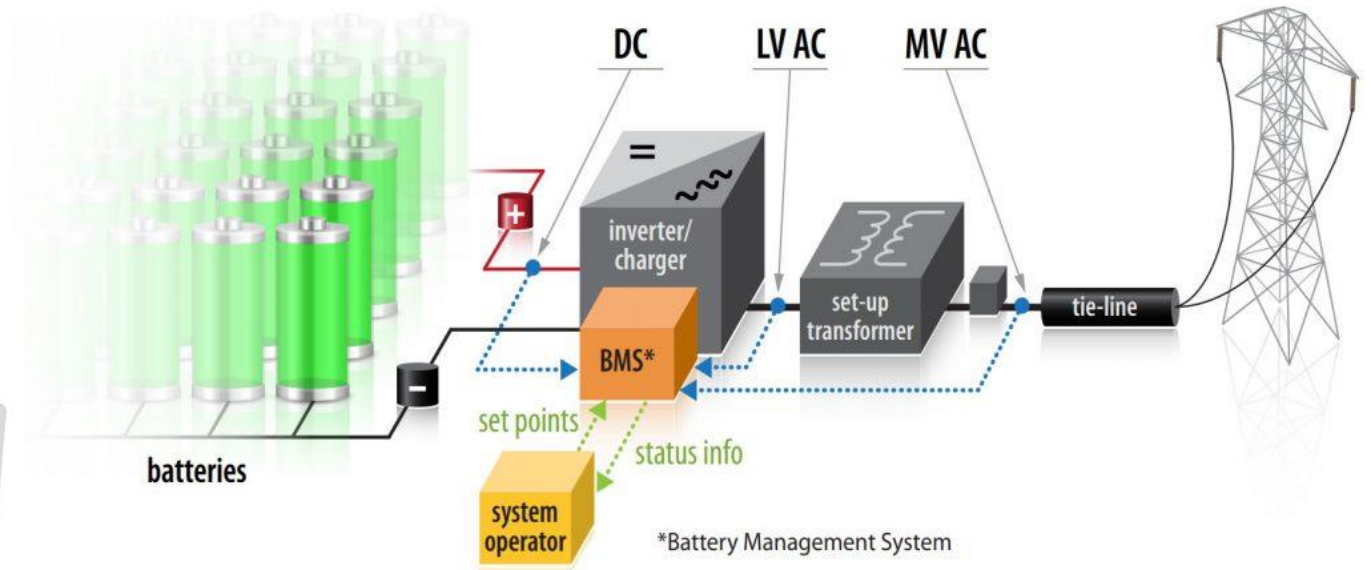 DC
LV AC
MV AC
=
+
inverter/
charger
set-up
transformer
tie-line
BMS*
-
set points
status info
batteries
system
operator
*Battery Management System